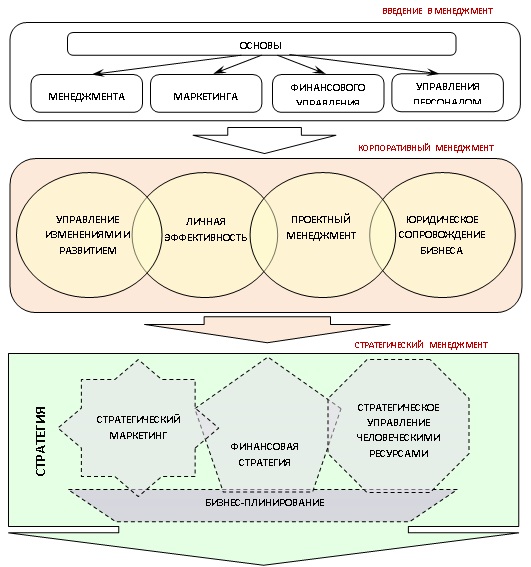 ВВЕДЕНИЕ В МЕНЕДЖМЕНТ
ОСНОВЫ
МЕНЕДЖМЕНТА
МАРКЕТИНГА
ФИНАНСОВОГО
УПРАВЛЕНИЯ
УПРАВЛЕНИЯ
ПЕРСОНАЛОМ
КОРПОРАТИВНЫЙ МЕНЕДЖМЕНТ
УПРАВЛЕНИЕ
ИЗМЕНЕНИЯМИ И
РАЗВИТИЕМ
ЛИЧНАЯ
ЭФФЕКТИВНОСТЬ
ПРОЕКТНЫЙ
МЕНЕДЖМЕНТ
ЮРИДИЧЕСКОЕ
СОПРОВОЖДЕНИЕ
БИЗНЕСА
СТРАТЕГИЧЕСКИЙ МЕНЕДЖМЕНТ
СТРАТЕГИЯ
СТРАТЕГИЧЕСКИЙ
МАРКЕТИНГ
ФИНАНСОВАЯ
СТРАТЕГИЯ
СТРАТЕГИЧЕСКОЕ
УПРАВЛЕНИЕ
ЧЕЛОВЕЧЕСКИМИ
РЕСУРСАМИ
БИЗНЕС-ПЛИНИРОВАНИЕ